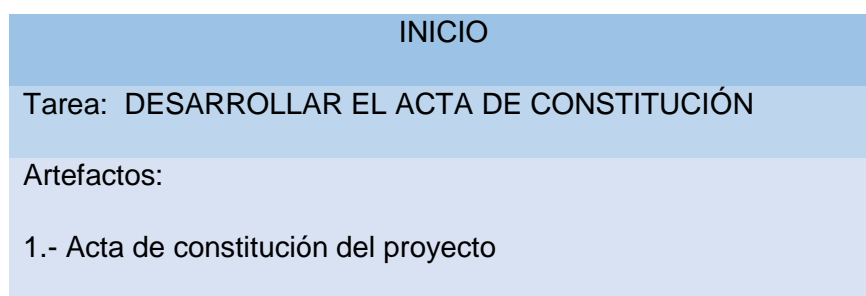 INICIO
Tarea: DESARROLLAR EL ACTA DE CONSTITUCIÓN
Artefactos:
1.- Acta de constitución del proyecto